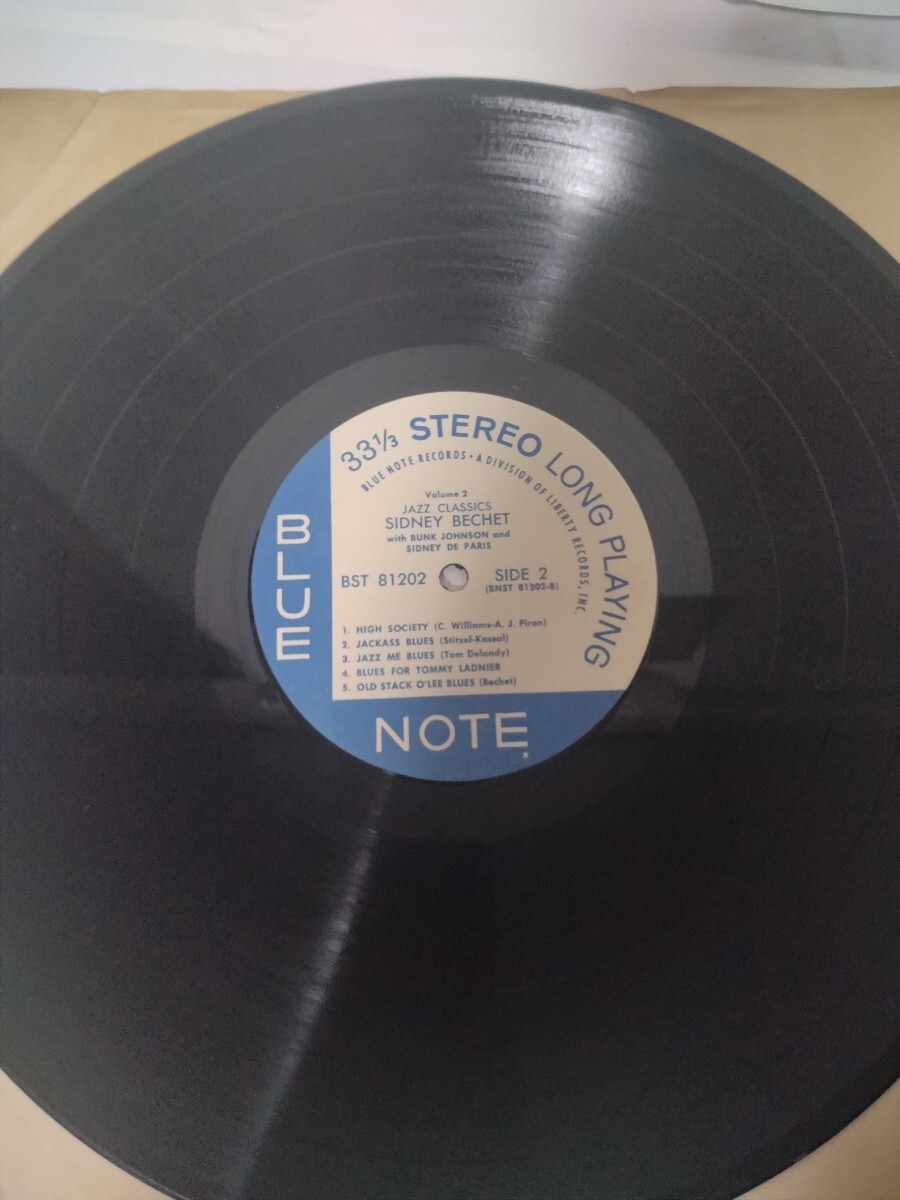 33⅓ STEREO LONG PLAYING
BLUE NOTE RECORDS • A DIVISION OF LIBERTY RECORDS, INC.
Volume 2
JAZZ CLASSICS
SIDNEY BECHET
with BUNK JOHNSON and
SIDNEY DE PARIS
BST 81202
SIDE 2
(BNST 81202-B)
1. HIGH SOCIETY (C. Williams-A. J. Piron)
2. JACKASS BLUES (Stitzel-Kassal)
3. JAZZ ME BLUES (Tom Delandy)
4. BLUES FOR TOMMY LADNIER
5. OLD STACK O'LEE BLUES (Bechet)
BLUE
NOTE